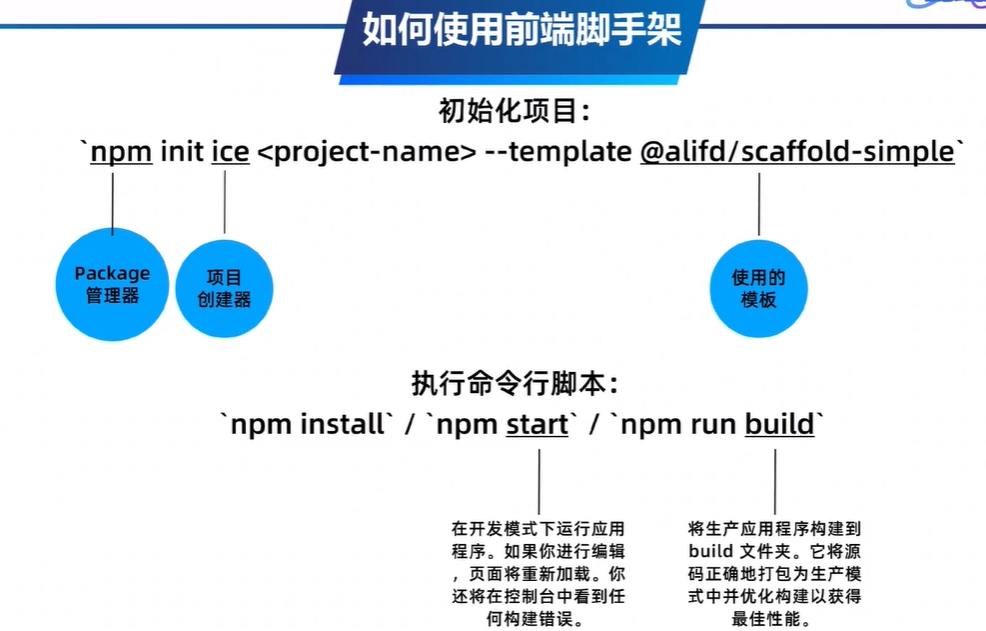 如何使用前端脚手架
初始化项目：
`npm init ice <project-name> --template @alifd/scaffold-simple`
Package
管理器
项目
创建器
使用的
模板
执行命令行脚本：
`npm install` / `npm start` / `npm run build`
在开发模式下运行应用
程序。如果你进行编辑
，页面将重新加载。你
还将在控制台中看到任
何构建错误。
将生产应用程序构建到
build 文件夹。它将源
码正确地打包为生产模
式中并优化构建以获得
最佳性能。